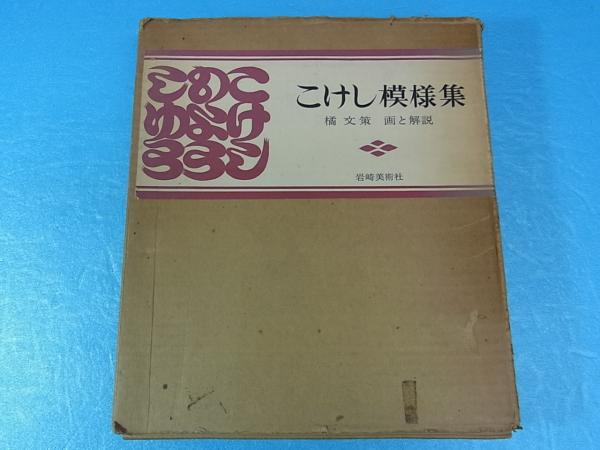 こけし模様集
橘 文策 画と解説
岩崎美術社